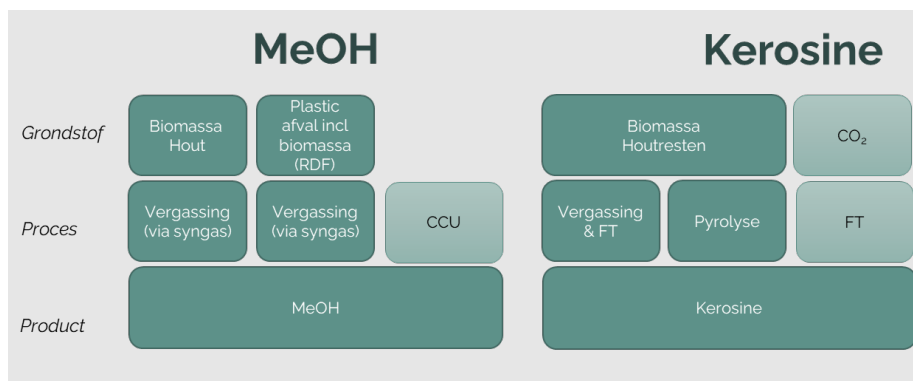 MeOH
Kerosine
Grondstof
Biomassa
Hout
Plastic
afval incl
biomassa
(RDF)
Biomassa
Houtresten
CO₂
Proces
Vergassing
(via syngas)
Vergassing
(via syngas)
CCU
Vergassing
& FT
Pyrolyse
FT
Product
MeOH
Kerosine